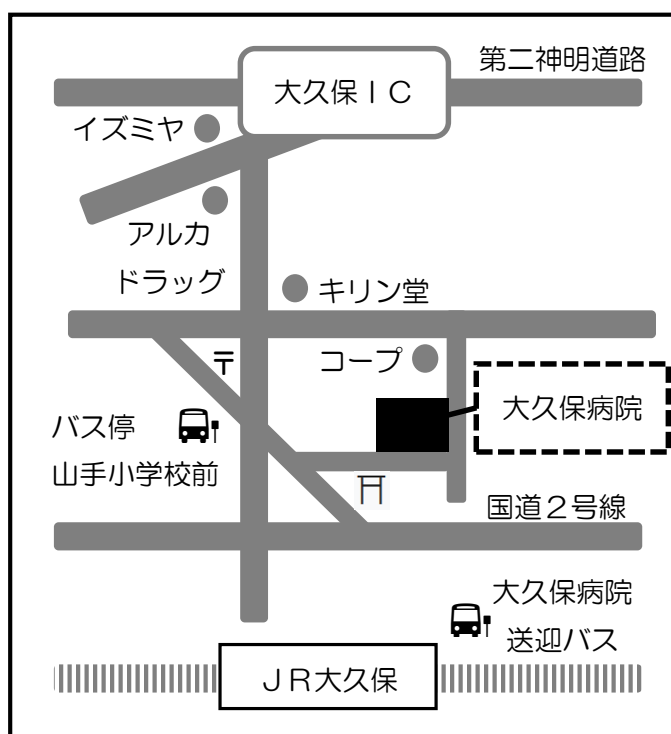 第二神明道路
大久保ＩＣ
イズミヤ
アルカ
ドラッグ
キリン堂
〒
コープ
大久保病院
バス停
山手小学校前
国道２号線
大久保病院
送迎バス
ＪＲ大久保